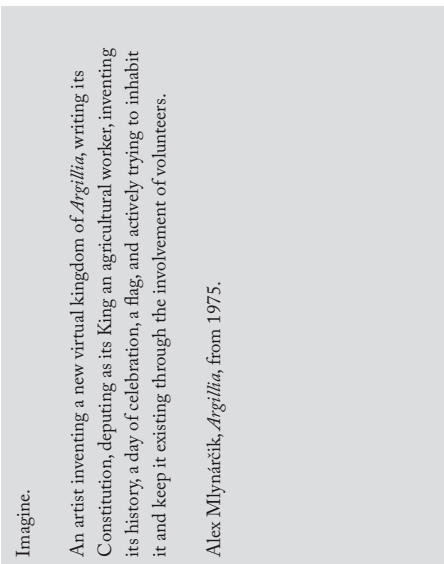 Imagine.
An artist inventing a new virtual kingdom of Argillia, writing its
Constitution, deputing as its King an agricultural worker, inventing
its history, a day of celebration, a flag, and actively trying to inhabit
it and keep it existing through the involvement of volunteers.
Alex Mlynárčik, Argillia, from 1975.